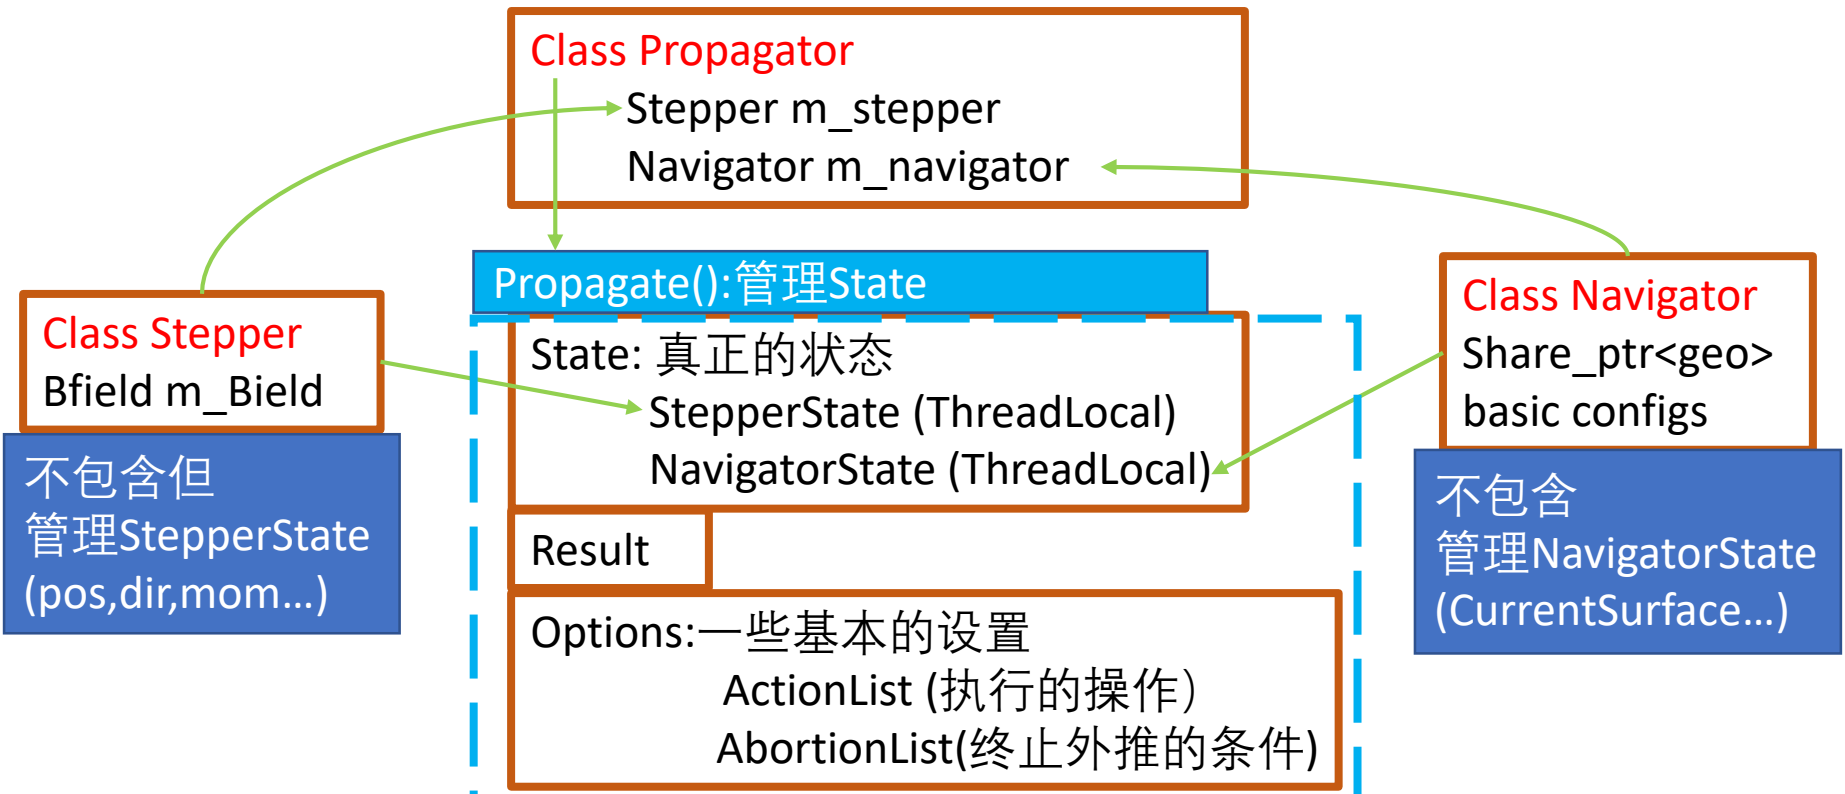 Class Propagator
Stepper m_stepper
Navigator m_navigator
Propagate():管理State
Class Stepper
Bfield m_Bield
不包含但
管理StepperState
(pos,dir,mom…)
State: 真正的状态
StepperState (ThreadLocal)
NavigatorState (ThreadLocal)
Result
Options:一些基本的设置
ActionList (执行的操作）
AbortionList(终止外推的条件)
Class Navigator
Share_ptr<geo>
basic configs
不包含
管理NavigatorState
(CurrentSurface…)